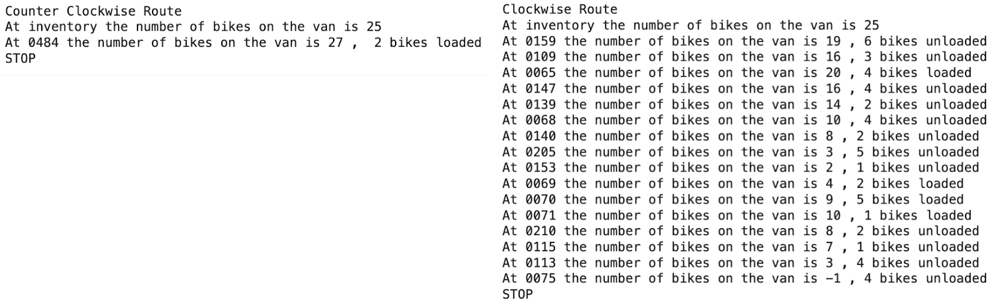 Counter Clockwise Route
At inventory the number of bikes on the van is 25
At 0484 the number of bikes on the van is 27 ,  2 bikes loaded
STOP
Clockwise Route
At inventory the number of bikes on the van is 25
At 0159 the number of bikes on the van is 19 , 6 bikes unloaded
At 0109 the number of bikes on the van is 16 , 3 bikes unloaded
At 0065 the number of bikes on the van is 20 , 4 bikes loaded
At 0147 the number of bikes on the van is 16 , 4 bikes unloaded
At 0139 the number of bikes on the van is 14 , 2 bikes unloaded
At 0068 the number of bikes on the van is 10 , 4 bikes unloaded
At 0140 the number of bikes on the van is 8 , 2 bikes unloaded
At 0205 the number of bikes on the van is 3 , 5 bikes unloaded
At 0153 the number of bikes on the van is 2 , 1 bikes unloaded
At 0069 the number of bikes on the van is 4 , 2 bikes loaded
At 0070 the number of bikes on the van is 9 , 5 bikes loaded
At 0071 the number of bikes on the van is 10 , 1 bikes loaded
At 0210 the number of bikes on the van is 8 , 2 bikes unloaded
At 0115 the number of bikes on the van is 7 , 1 bikes unloaded
At 0113 the number of bikes on the van is 3 , 4 bikes unloaded
At 0075 the number of bikes on the van is -1 , 4 bikes unloaded
STOP